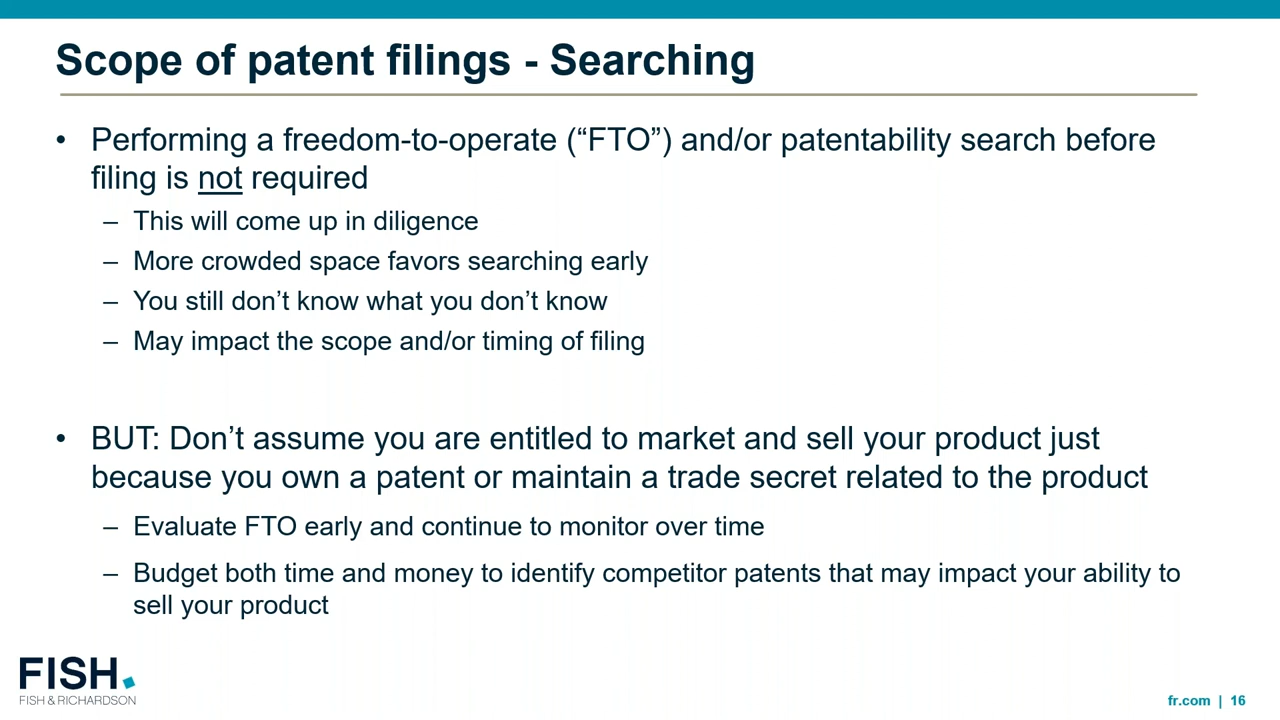 Scope of patent filings - Searching
• Performing a freedom-to-operate (“FTO”) and/or patentability search before
filing is not required
– This will come up in diligence
– More crowded space favors searching early
– You still don’t know what you don’t know
– May impact the scope and/or timing of filing
• BUT: Don’t assume you are entitled to market and sell your product just
because you own a patent or maintain a trade secret related to the product
– Evaluate FTO early and continue to monitor over time
– Budget both time and money to identify competitor patents that may impact your ability to
sell your product
FISH.
FISH & RICHARDSON
fr.com | 16